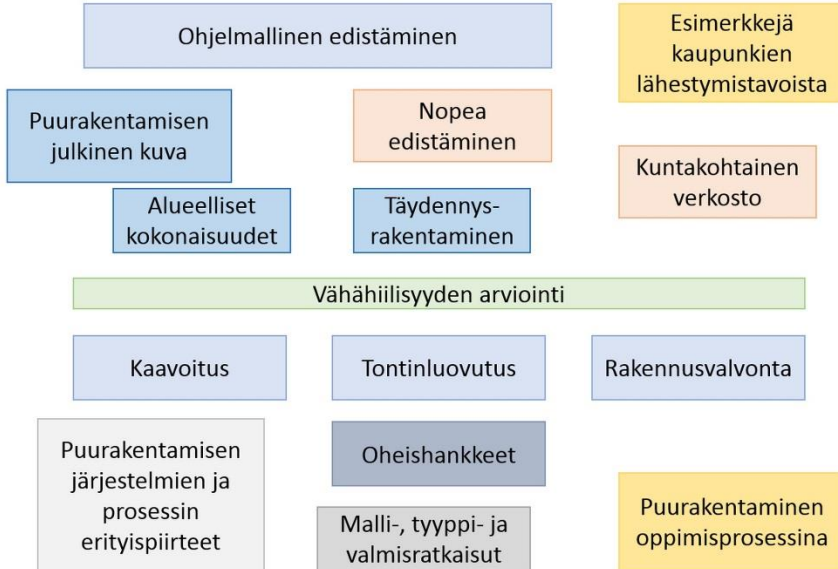 Ohjelmallinen edistäminen
Esimerkkejä
kaupunkien
lähestymistavoista
Puurakentamisen
julkinen kuva
Nopea
edistäminen
Kuntakohtainen
verkosto
Alueelliset
kokonaisuudet
Täydennys-
rakentaminen
Vähähiilisyyden arviointi
Kaavoitus
Tontinluovutus
Rakennusvalvonta
Puurakentamisen
järjestelmien ja
prosessin
erityispiirteet
Oheishankkeet
Malli-, tyyppi- ja
valmisratkaisut
Puurakentaminen
oppimisprosessina